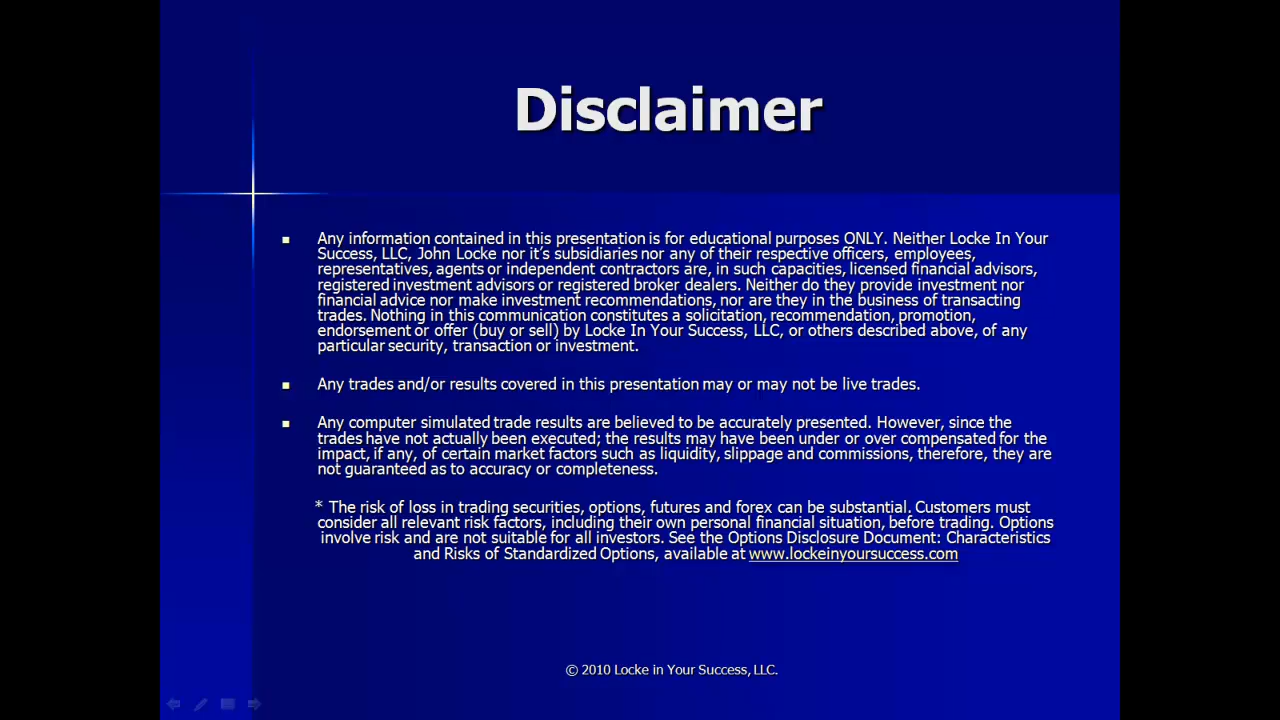 Disclaimer
▪ Any information contained in this presentation is for educational purposes ONLY. Neither Locke In Your
Success, LLC, John Locke nor it's subsidiaries nor any of their respective officers, employees,
representatives, agents or independent contractors are, in such capacities, licensed financial advisors,
registered investment advisors or registered broker dealers. Neither do they provide investment nor
financial advice nor make investment recommendations, nor are they in the business of transacting
trades. Nothing in this communication constitutes a solicitation, recommendation, promotion,
endorsement or offer (buy or sell) by Locke In Your Success, LLC, or others described above, of any
particular security, transaction or investment.
▪ Any trades and/or results covered in this presentation may or may not be live trades.
▪ Any computer simulated trade results are believed to be accurately presented. However, since the
trades have not actually been executed; the results may have been under or over compensated for the
impact, if any, of certain market factors such as liquidity, slippage and commissions, therefore, they are
not guaranteed as to accuracy or completeness.
* The risk of loss in trading securities, options, futures and forex can be substantial. Customers must
consider all relevant risk factors, including their own personal financial situation, before trading. Options
involve risk and are not suitable for all investors. See the Options Disclosure Document: Characteristics
and Risks of Standardized Options, available at www.lockeinyoursuccess.com
© 2010 Locke in Your Success, LLC.